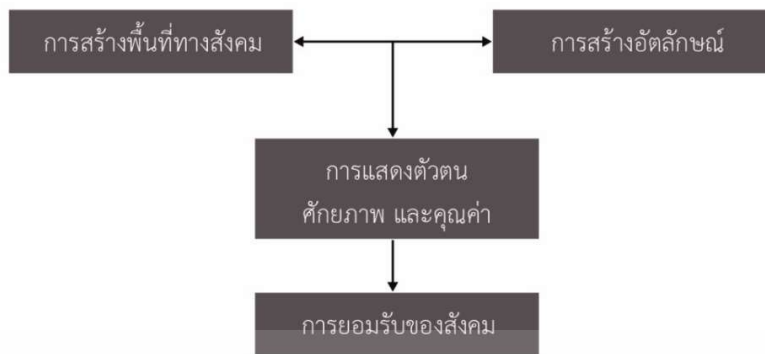 การสร้างพื้นที่ทางสังคม
การสร้างอัตลักษณ์
การแสดงตัวตน
ศักยภาพ และคุณค่า
การยอมรับของสังคม